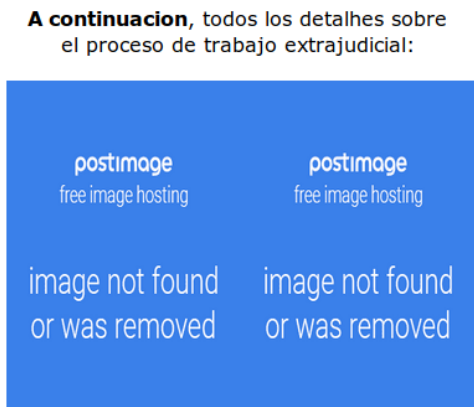 A continuacion, todos los detalhes sobre
el proceso de trabajo extrajudicial:
postimage postimage
free image hosting free image hosting
image not found image not found
or was removed or was removed